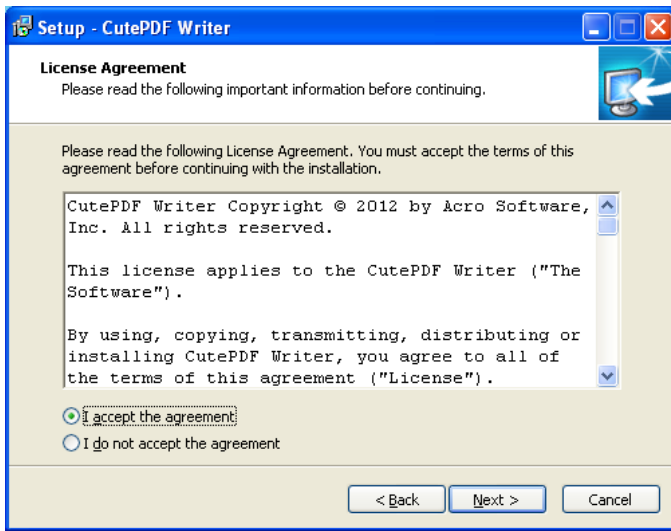 Setup - CutePDF Writer
License Agreement
Please read the following important information before continuing.
Please read the following License Agreement. You must accept the terms of this
agreement before continuing with the installation.
CutePDF Writer Copyright © 2012 by Acro Software,
Inc. All rights reserved.
This license applies to the CutePDF Writer ("The
Software").
By using, copying, transmitting, distributing or
installing CutePDF Writer, you agree to all of
the terms of this agreement ("License").
I accept the agreement
I do not accept the agreement
< Back
Next >
Cancel